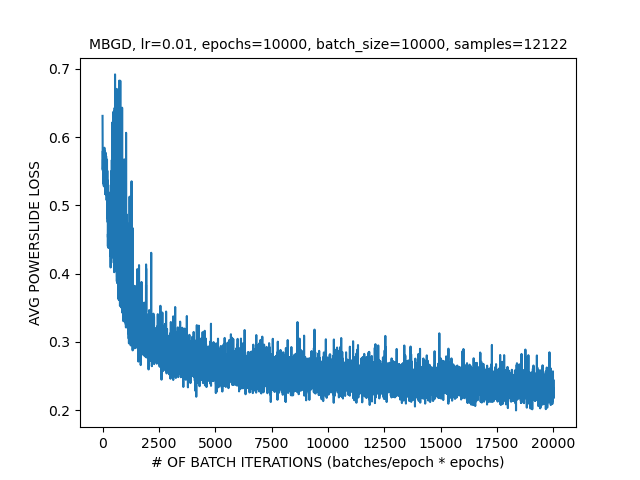 MBGD, lr=0.01, epochs=10000, batch_size=10000, samples=12122
AVG POWERSLIDE LOSS
0.7
0.6
0.5
0.4
0.3
0.2
0 2500 5000 7500 10000 12500 15000 17500 20000
# OF BATCH ITERATIONS (batches/epoch * epochs)